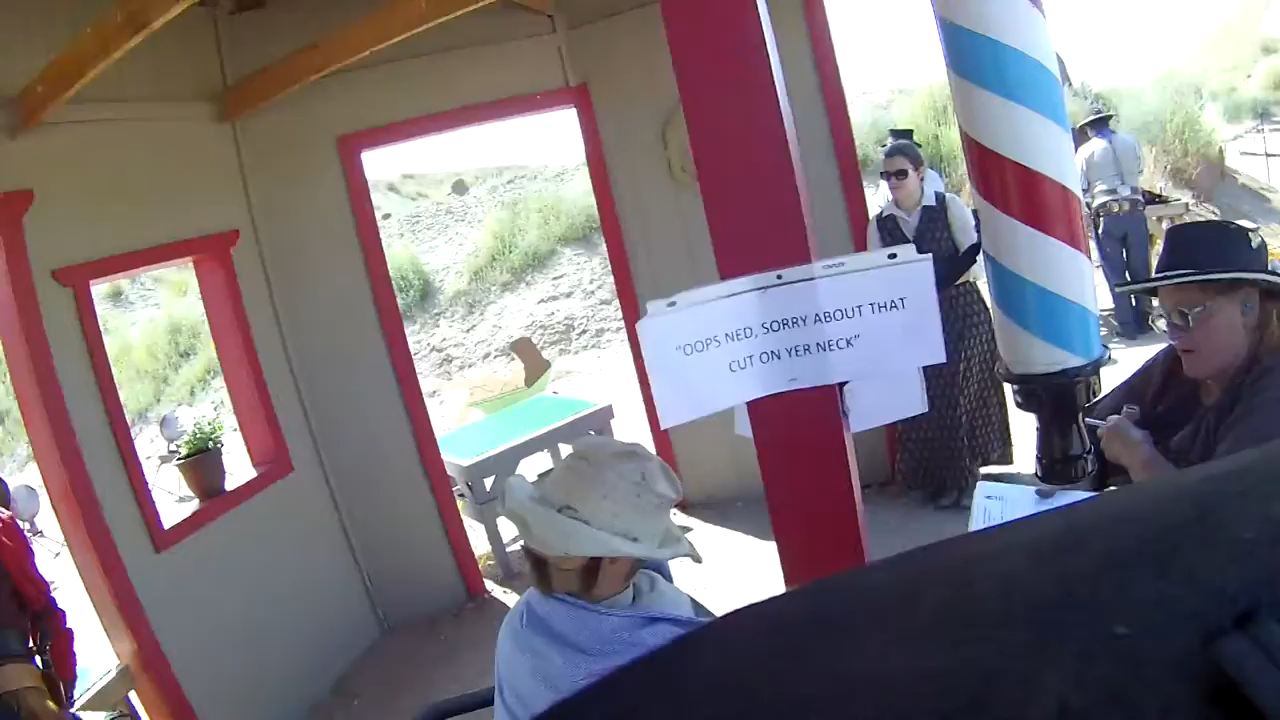 "OOPS NED, SORRY ABOUT THAT
CUT ON YER NECK"